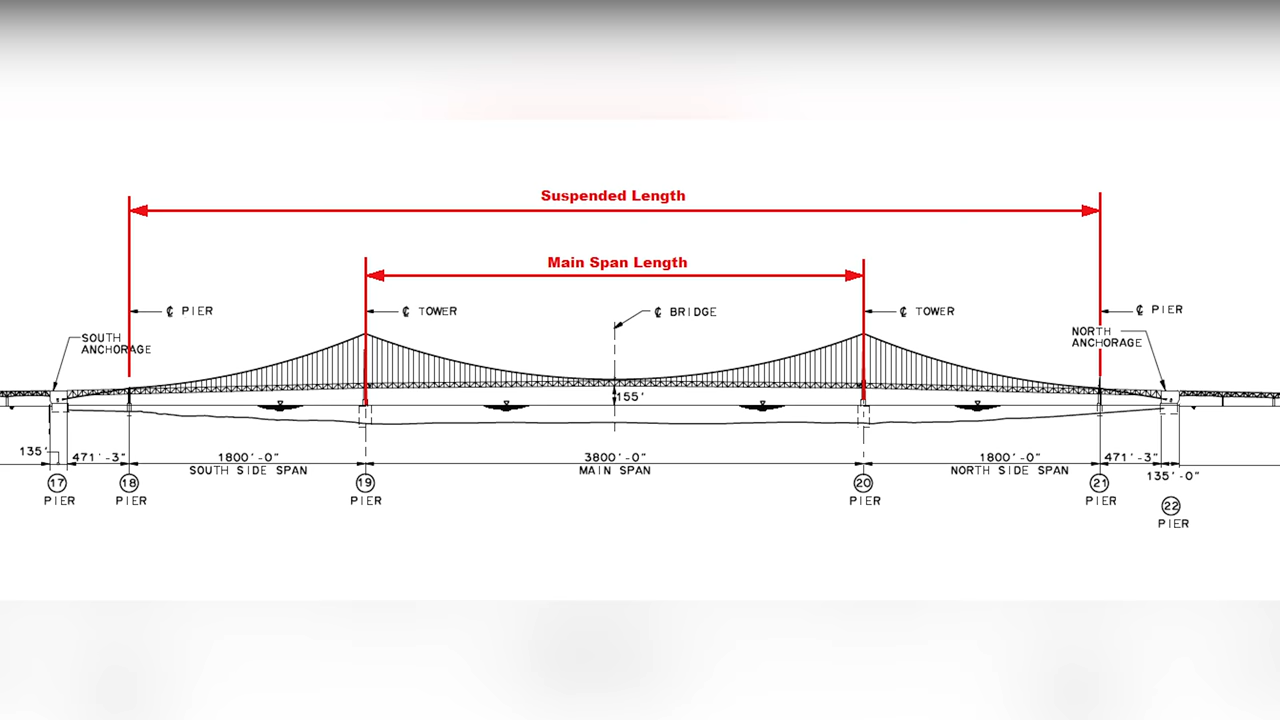 Suspended Length
Main Span Length
℄ PIER
℄ TOWER
℄ BRIDGE
℄ TOWER
℄ PIER
SOUTH
ANCHORAGE
NORTH
ANCHORAGE
155'
135'
471'-3"
1800'-0"
3800'-0"
1800'-0"
471'-3"
SOUTH SIDE SPAN
MAIN SPAN
NORTH SIDE SPAN
135'-0"
17
PIER
18
PIER
19
PIER
20
PIER
21
PIER
22
PIER